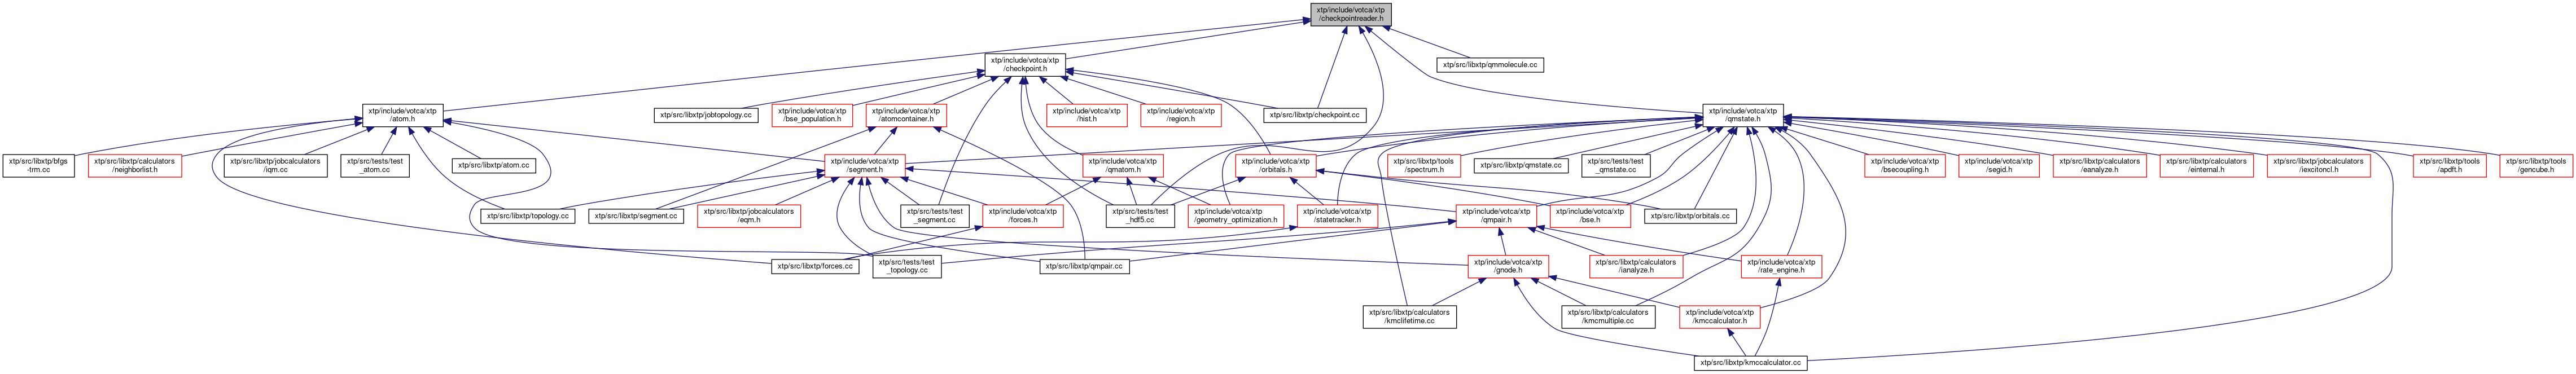 xtp/include/votca/xtp
/checkpointreader.h
xtp/include/votca/xtp
/checkpoint.h
xtp/src/libxtp/qmmolecule.cc
xtp/include/votca/xtp
/atom.h
xtp/src/libxtp/jobtopology.cc
xtp/include/votca/xtp
/bse_population.h
xtp/include/votca/xtp
/atomcontainer.h
xtp/include/votca/xtp
/hist.h
xtp/include/votca/xtp
/region.h
xtp/src/libxtp/checkpoint.cc
xtp/include/votca/xtp
/qmstate.h
xtp/src/libxtp/bfgs
-trm.cc
xtp/src/libxtp/calculators
/neighborlist.h
xtp/src/libxtp/jobcalculators
/iqm.cc
xtp/src/tests/test
_atom.cc
xtp/src/libxtp/atom.cc
xtp/include/votca/xtp
/segment.h
xtp/include/votca/xtp
/qmatom.h
xtp/include/votca/xtp
/orbitals.h
xtp/src/libxtp/tools
/spectrum.h
xtp/src/libxtp/qmstate.cc
xtp/src/tests/test
_qmstate.cc
xtp/include/votca/xtp
/bsecoupling.h
xtp/include/votca/xtp
/segid.h
xtp/src/libxtp/calculators
/eanalyze.h
xtp/src/libxtp/calculators
/einternal.h
xtp/src/libxtp/jobcalculators
/iexcitoncl.h
xtp/src/libxtp/tools
/apdft.h
xtp/src/libxtp/tools
/gencube.h
xtp/src/libxtp/topology.cc
xtp/src/libxtp/segment.cc
xtp/src/libxtp/jobcalculators
/eqm.h
xtp/src/tests/test
_segment.cc
xtp/include/votca/xtp
/forces.h
xtp/src/tests/test
_hdf5.cc
xtp/include/votca/xtp
/geometry_optimization.h
xtp/include/votca/xtp
/statetracker.h
xtp/include/votca/xtp
/qmpair.h
xtp/include/votca/xtp
/bse.h
xtp/src/libxtp/orbitals.cc
xtp/src/libxtp/forces.cc
xtp/src/tests/test
_topology.cc
xtp/src/libxtp/qmpair.cc
xtp/include/votca/xtp
/gnode.h
xtp/src/libxtp/calculators
/ianalyze.h
xtp/include/votca/xtp
/rate_engine.h
xtp/src/libxtp/calculators
/kmclifetime.cc
xtp/src/libxtp/calculators
/kmcmultiple.cc
xtp/include/votca/xtp
/kmccalculator.h
xtp/src/libxtp/kmccalculator.cc